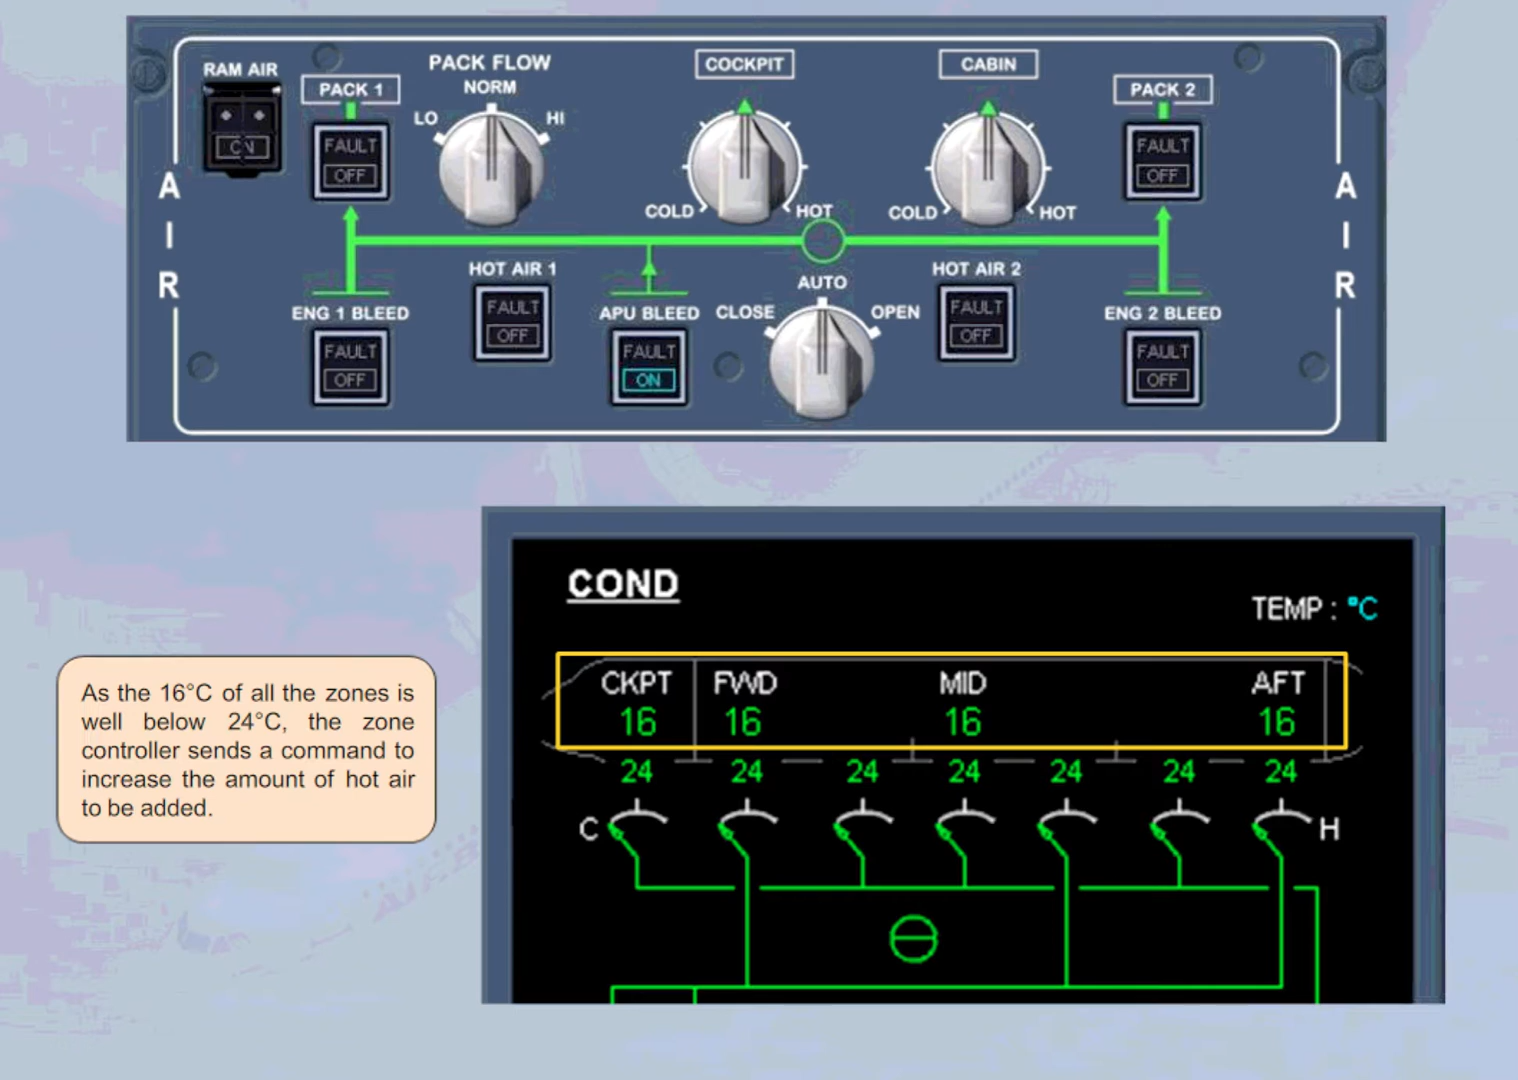 RAM AIR
ON
PACK 1
FAULT
OFF
PACK FLOW
NORM
LO
HI
COCKPIT
COLD
HOT
CABIN
COLD
HOT
PACK 2
FAULT
OFF
A
I
R
A
I
R
ENG 1 BLEED
FAULT
OFF
HOT AIR 1
FAULT
OFF
APU BLEED
FAULT
ON
AUTO
CLOSE
OPEN
HOT AIR 2
FAULT
OFF
ENG 2 BLEED
FAULT
OFF
COND
TEMP : °C
CKPT FWD MID AFT
16 16 16 16
24 24 24 24 24 24 24
C H
As the 16°C of all the zones is
well below 24°C, the zone
controller sends a command to
increase the amount of hot air
to be added.